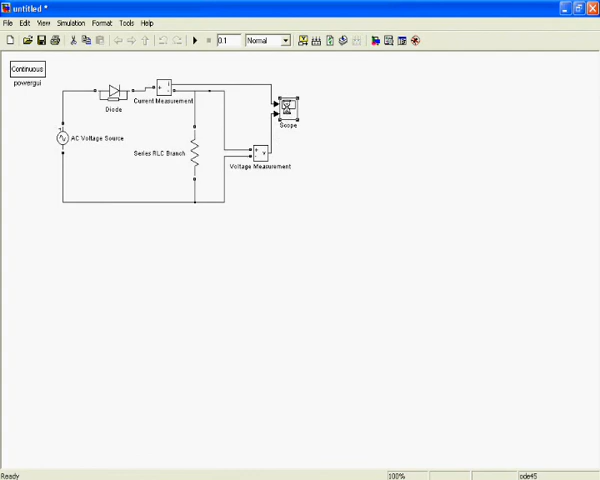 untitled *
File Edit View Simulation Format Tools Help
0.1 Normal
Continuous
powergui
Diode
Current Measurement
Scope
AC Voltage Source
Series RLC Branch
Voltage Measurement
Ready 100% ode45